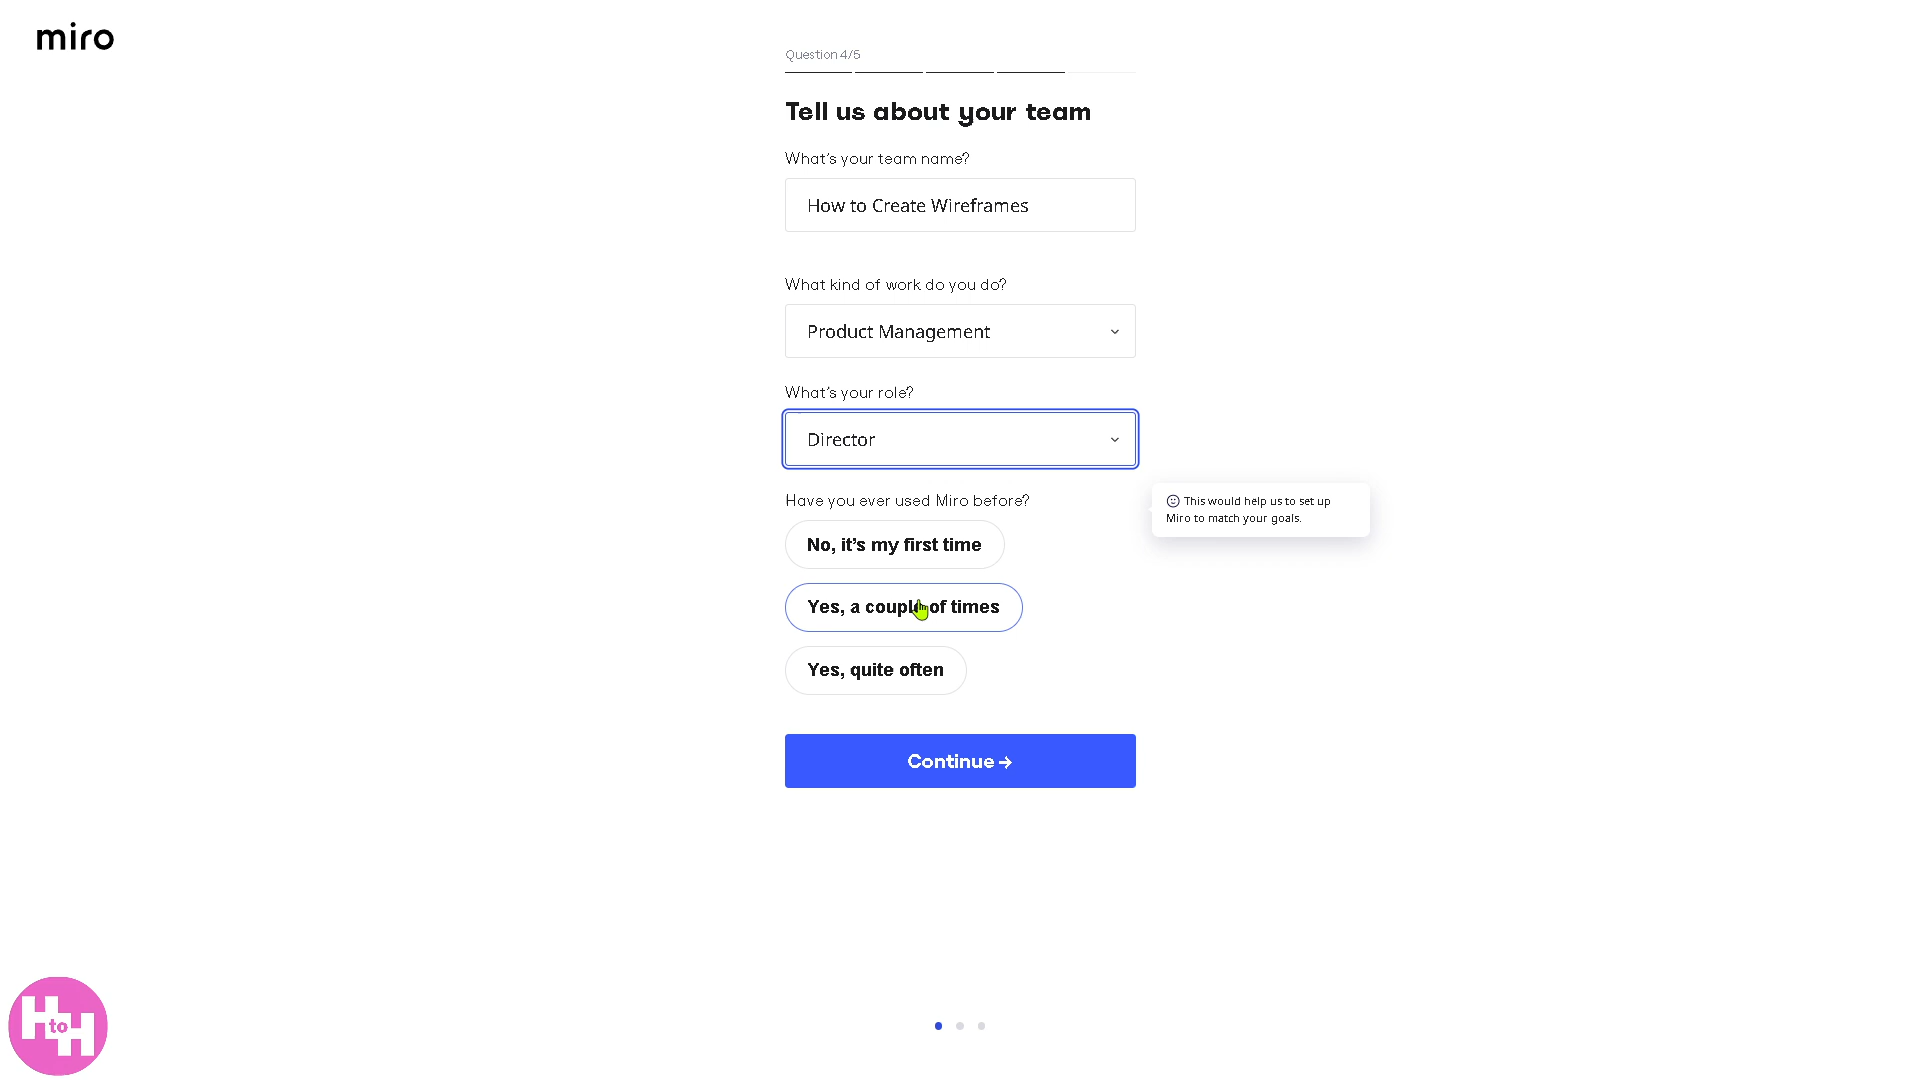 miro
Question 4/5
Tell us about your team
What's your team name?
How to Create Wireframes
What kind of work do you do?
Product Management
What's your role?
Director
Have you ever used Miro before?
This would help us to set up
Miro to match your goals.
No, it's my first time
Yes, a couple of times
Yes, quite often
Continue →
H to H